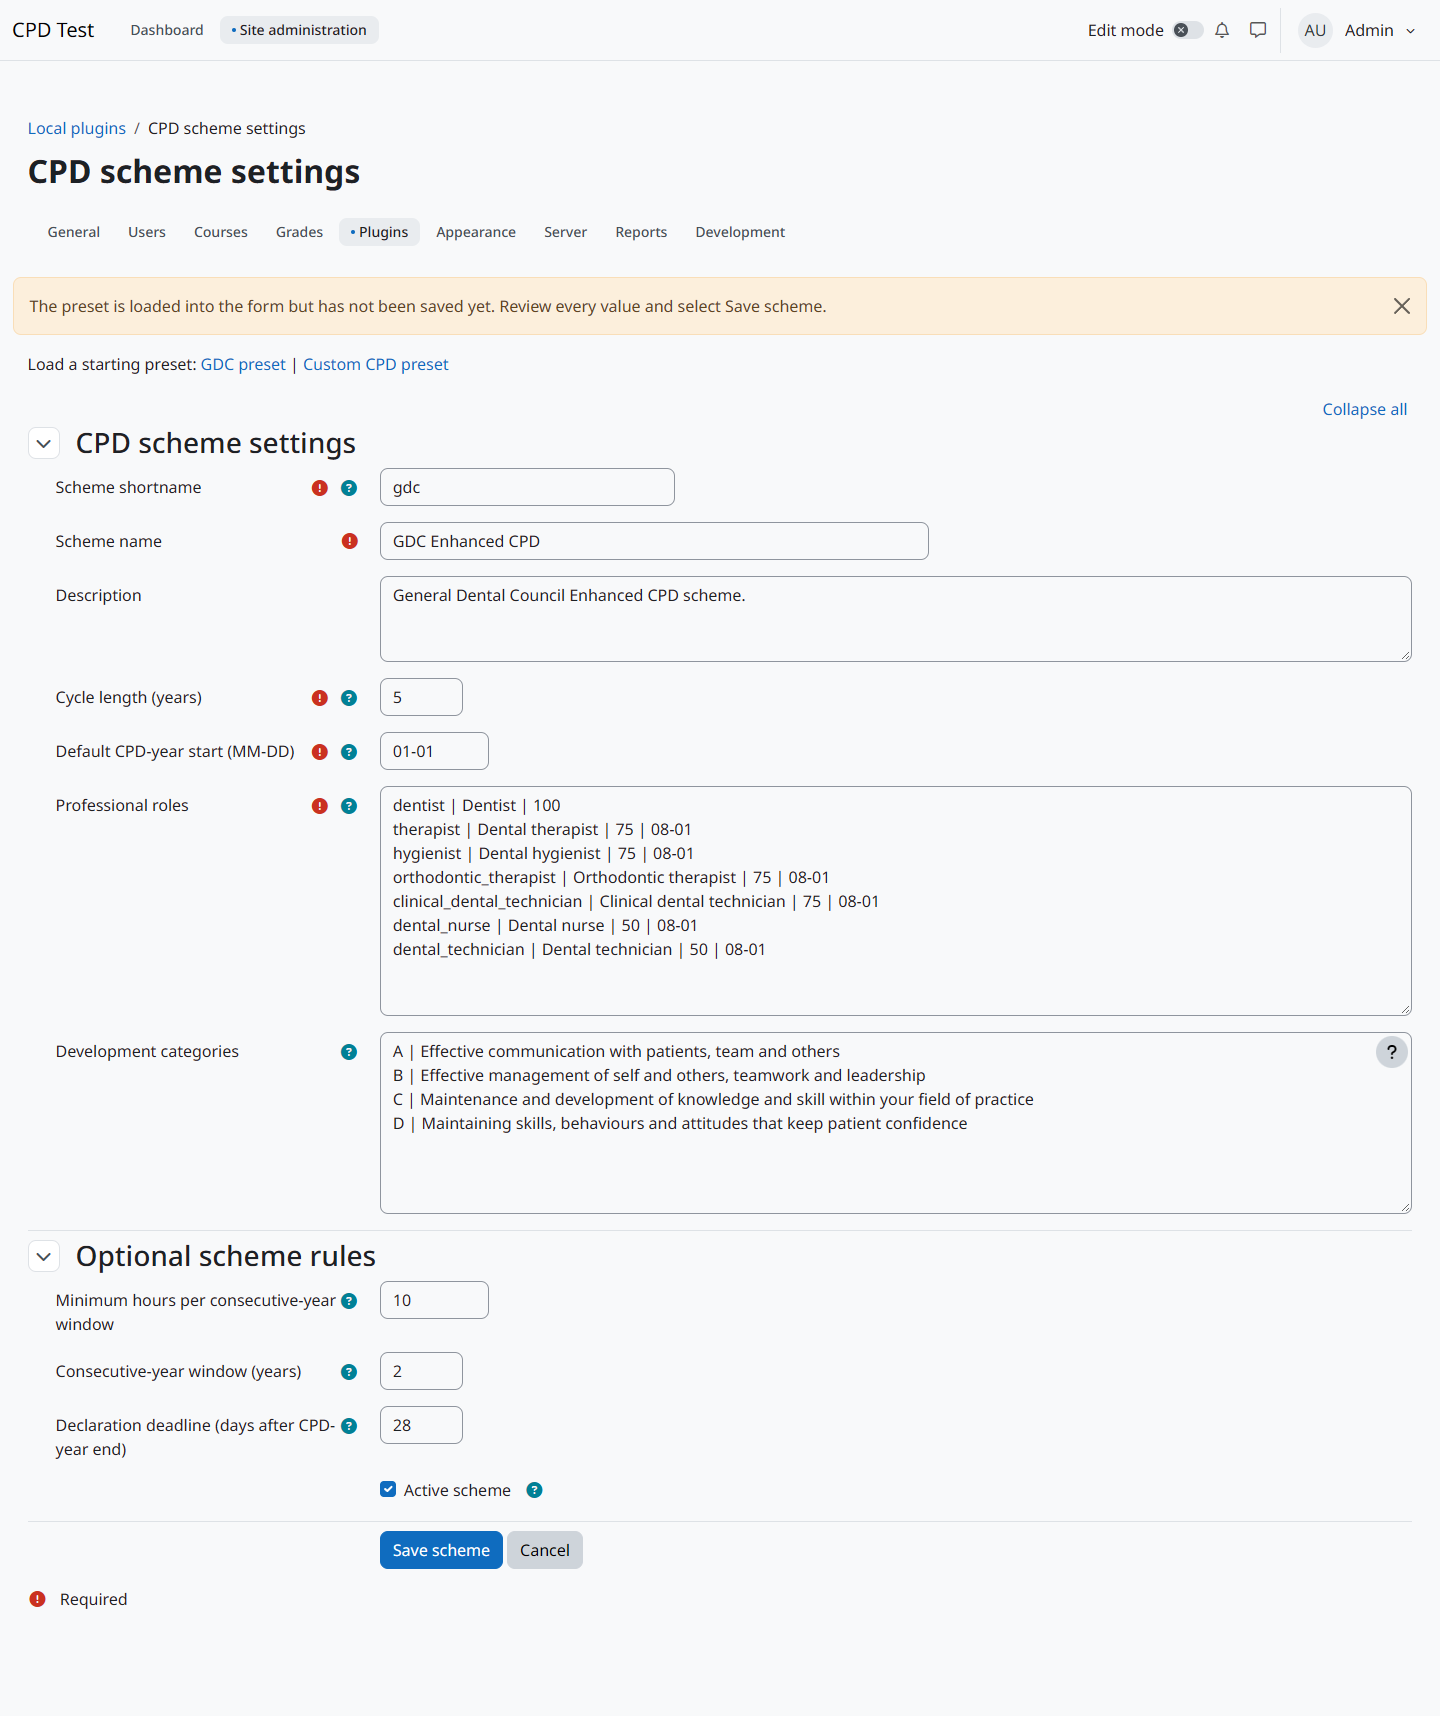 CPD Test
Dashboard
Site administration
Edit mode
AU
Admin
Local plugins / CPD scheme settings
CPD scheme settings
General
Users
Courses
Grades
Plugins
Appearance
Server
Reports
Development
The preset is loaded into the form but has not been saved yet. Review every value and select Save scheme.
Load a starting preset: GDC preset | Custom CPD preset
Collapse all
CPD scheme settings
Scheme shortname
gdc
Scheme name
GDC Enhanced CPD
Description
General Dental Council Enhanced CPD scheme.
Cycle length (years)
5
Default CPD-year start (MM-DD)
01-01
Professional roles
dentist | Dentist | 100
therapist | Dental therapist | 75 | 08-01
hygienist | Dental hygienist | 75 | 08-01
orthodontic_therapist | Orthodontic therapist | 75 | 08-01
clinical_dental_technician | Clinical dental technician | 75 | 08-01
dental_nurse | Dental nurse | 50 | 08-01
dental_technician | Dental technician | 50 | 08-01
Development categories
A | Effective communication with patients, team and others
B | Effective management of self and others, teamwork and leadership
C | Maintenance and development of knowledge and skill within your field of practice
D | Maintaining skills, behaviours and attitudes that keep patient confidence
?
Optional scheme rules
Minimum hours per consecutive-year
window
10
Consecutive-year window (years)
2
Declaration deadline (days after CPD-
year end)
28
Active scheme
Save scheme
Cancel
Required